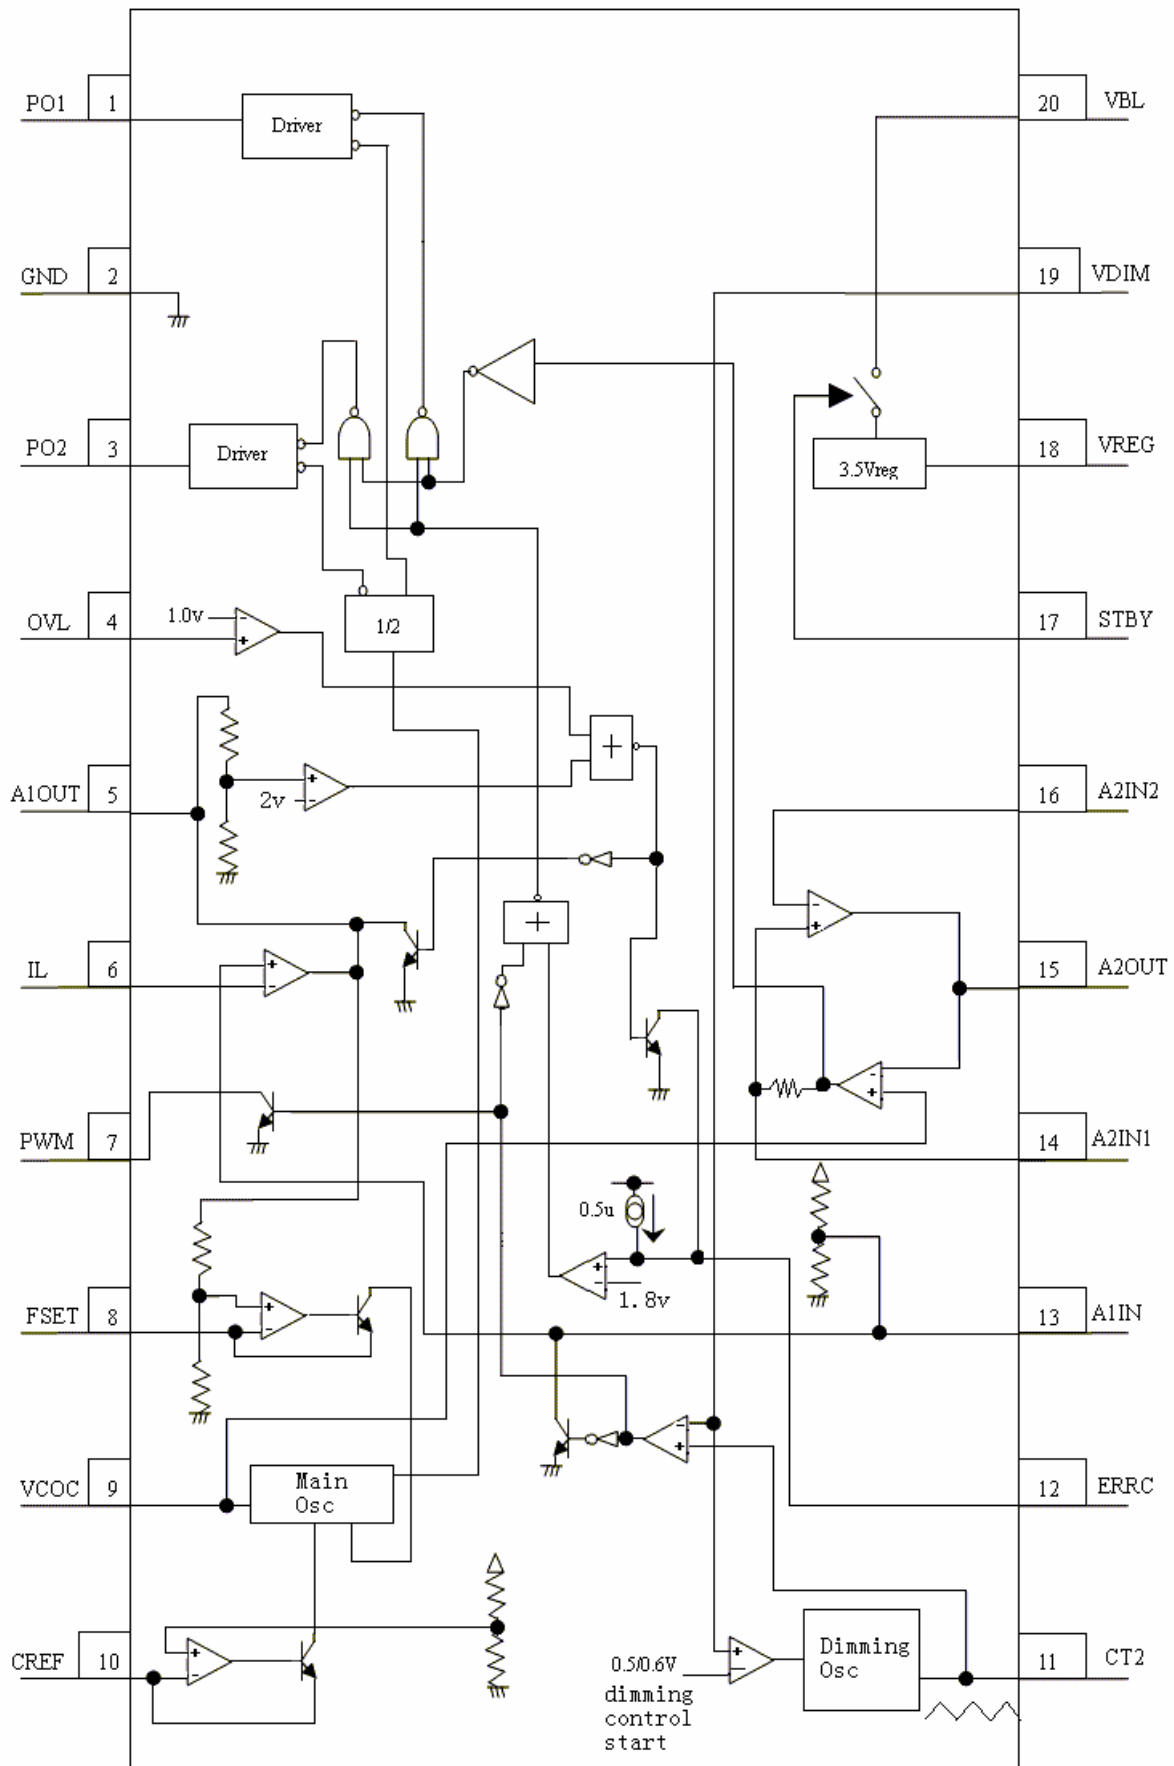 PO1 1
Driver
20 VBL
GND 2
19 VDIM
PO2 3
Driver
18 VREG
3.5Vreg
OVL 4
1.0v
-
+
1/2
17 STBY
A1OUT 5
+
2v -
+
16 A2IN2
-
+
+
IL 6
+
-
15 A2OUT
-
+
PWM 7
14 A2IN1
0.5u
+
-
1.8v
FSET 8
+
-
13 A1IN
-
+
VCOC 9
Main
Osc
12 ERRC
CREF 10
+
-
0.5/0.6V
dimming
control
start
+
-
Dimming
Osc
11 CT2